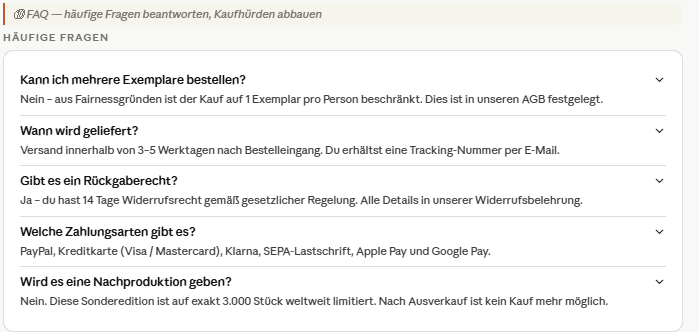 FAQ — häufige Fragen beantworten, Kaufhürden abbauen
HÄUFIGE FRAGEN
Kann ich mehrere Exemplare bestellen?
Nein – aus Fairnessgründen ist der Kauf auf 1 Exemplar pro Person beschränkt. Dies ist in unseren AGB festgelegt.
Wann wird geliefert?
Versand innerhalb von 3–5 Werktagen nach Bestelleingang. Du erhältst eine Tracking-Nummer per E-Mail.
Gibt es ein Rückgaberecht?
Ja – du hast 14 Tage Widerrufsrecht gemäß gesetzlicher Regelung. Alle Details in unserer Widerrufsbelehrung.
Welche Zahlungsarten gibt es?
PayPal, Kreditkarte (Visa / Mastercard), Klarna, SEPA-Lastschrift, Apple Pay und Google Pay.
Wird es eine Nachproduktion geben?
Nein. Diese Sonderedition ist auf exakt 3.000 Stück weltweit limitiert. Nach Ausverkauf ist kein Kauf mehr möglich.